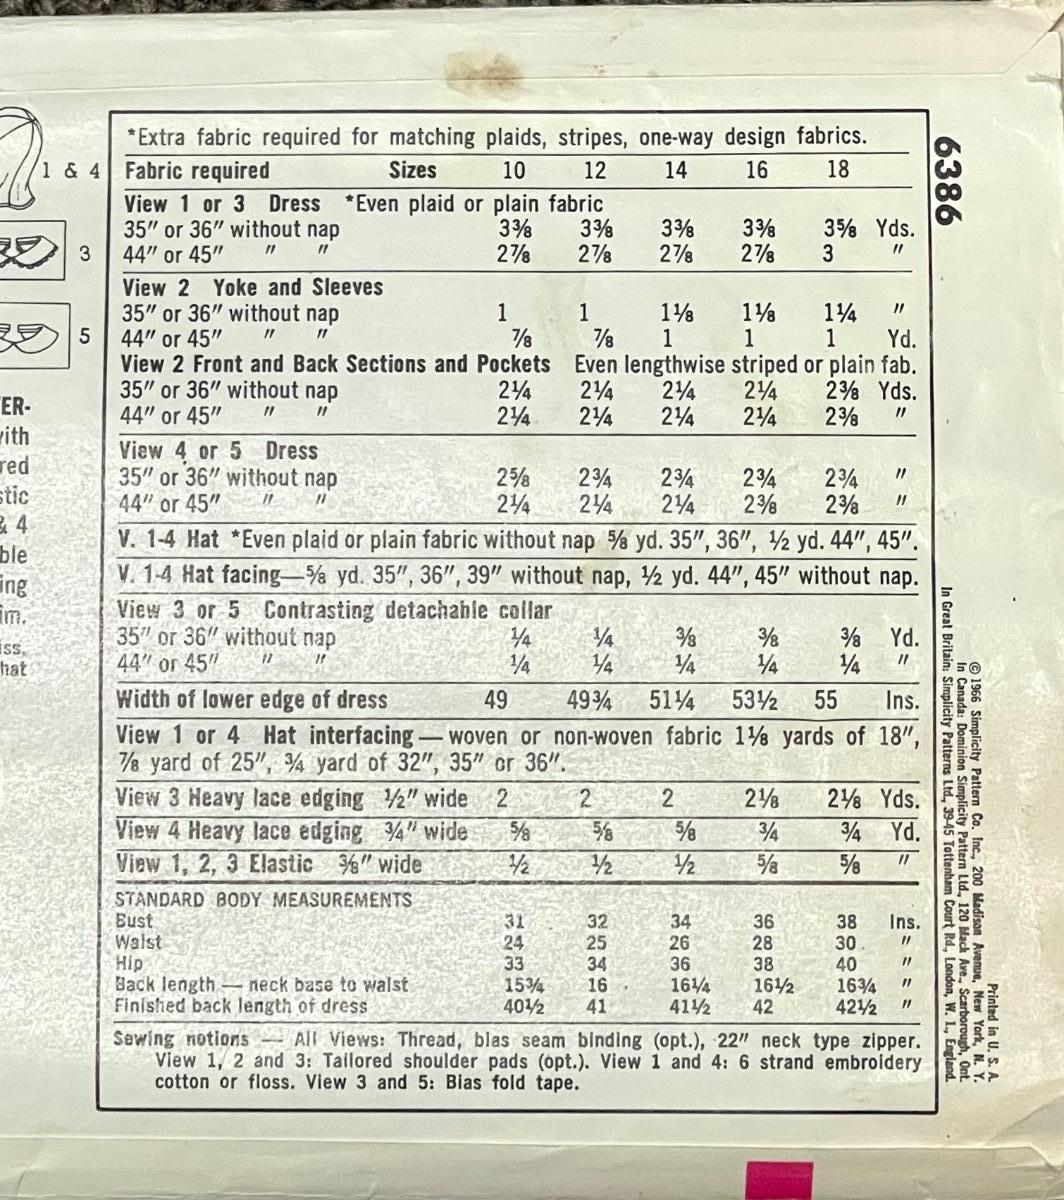 *Extra fabric required for matching plaids, stripes, one-way design fabrics.
1 & 4
Fabric required Sizes 10 12 14 16 18
View 1 or 3 Dress *Even plaid or plain fabric
35" or 36" without nap 3⅜ 3⅜ 3⅜ 3⅜ 3⅝ Yds.
3
44" or 45" " " 2⅞ 2⅞ 2⅞ 2⅞ 3 "
View 2 Yoke and Sleeves
35" or 36" without nap 1 1 1⅛ 1⅛ 1¼ "
5
44" or 45" " " ⅞ ⅞ 1 1 1 Yd.
View 2 Front and Back Sections and Pockets Even lengthwise striped or plain fab.
35" or 36" without nap 2¼ 2¼ 2¼ 2¼ 2⅜ Yds.
44" or 45" " " 2¼ 2¼ 2¼ 2¼ 2⅜ "
View 4 or 5 Dress
35" or 36" without nap 2⅝ 2¾ 2¾ 2¾ 2¾ "
44" or 45" " " 2¼ 2¼ 2¼ 2⅜ 2⅜ "
V. 1-4 Hat *Even plaid or plain fabric without nap ⅝ yd. 35", 36", ½ yd. 44", 45".
V. 1-4 Hat facing—⅝ yd. 35", 36", 39" without nap, ½ yd. 44", 45" without nap.
View 3 or 5 Contrasting detachable collar
35" or 36" without nap ¼ ¼ ⅜ ⅜ ⅜ Yd.
44" or 45" " " ¼ ¼ ¼ ¼ ¼ "
Width of lower edge of dress 49 49¾ 51¼ 53½ 55 Ins.
View 1 or 4 Hat interfacing — woven or non-woven fabric 1⅛ yards of 18",
⅞ yard of 25", ¾ yard of 32", 35" or 36".
View 3 Heavy lace edging ½" wide 2 2 2 2⅛ 2⅛ Yds.
View 4 Heavy lace edging ¾" wide ⅝ ⅝ ⅝ ¾ ¾ Yd.
View 1, 2, 3 Elastic ⅜" wide ½ ½ ½ ⅝ ⅝ "
STANDARD BODY MEASUREMENTS
Bust 31 32 34 36 38 Ins.
Waist 24 25 26 28 30 "
Hip 33 34 36 38 40 "
Back length — neck base to waist 15¾ 16 16¼ 16½ 16¾ "
Finished back length of dress 40½ 41 41½ 42 42½ "
Sewing notions — All Views: Thread, bias seam binding (opt.), 22" neck type zipper.
View 1, 2 and 3: Tailored shoulder pads (opt.). View 1 and 4: 6 strand embroidery
cotton or floss. View 3 and 5: Bias fold tape.
ER-
with
red
stic
& 4
ble
ing
im.
iss,
hat
6386
Printed in U. S. A.
© 1966 Simplicity Pattern Co. Inc., 200 Madison Avenue, New York, N. Y.
In Canada: Dominion Simplicity Pattern Ltd., 120 Mack Ave., Scarborough, Ont.
In Great Britain: Simplicity Patterns Ltd., 39-45 Tottenham Court Rd., London, W. 1., England.